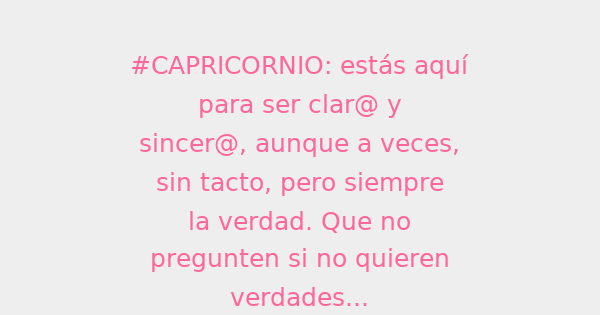 #CAPRICORNIO: estás aquí
para ser clar@ y
sincer@, aunque a veces,
sin tacto, pero siempre
la verdad. Que no
pregunten si no quieren
verdades...